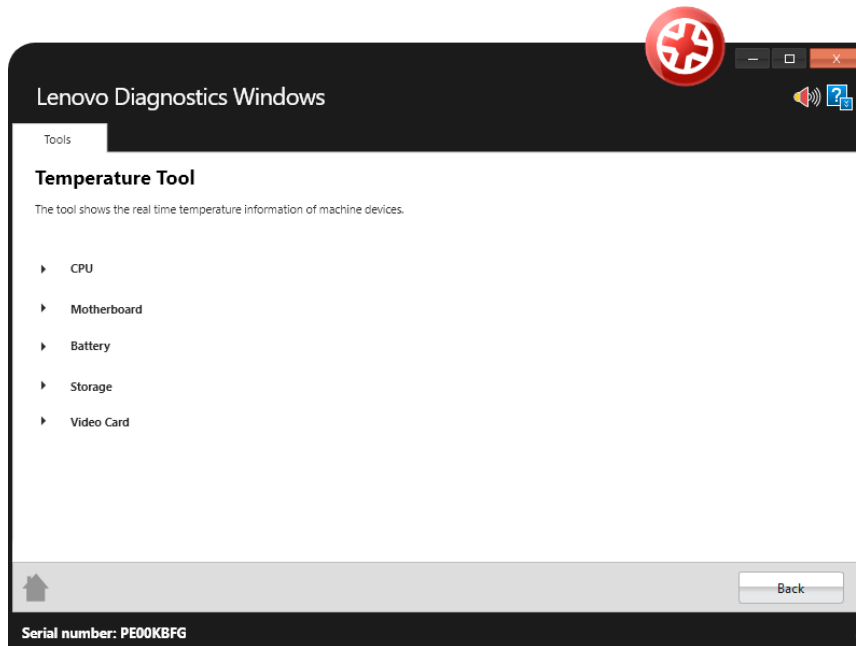 X
Lenovo Diagnostics Windows
?
Tools
Temperature Tool
The tool shows the real time temperature information of machine devices.
CPU
Motherboard
Battery
Storage
Video Card
Back
Serial number: PE00KBFG